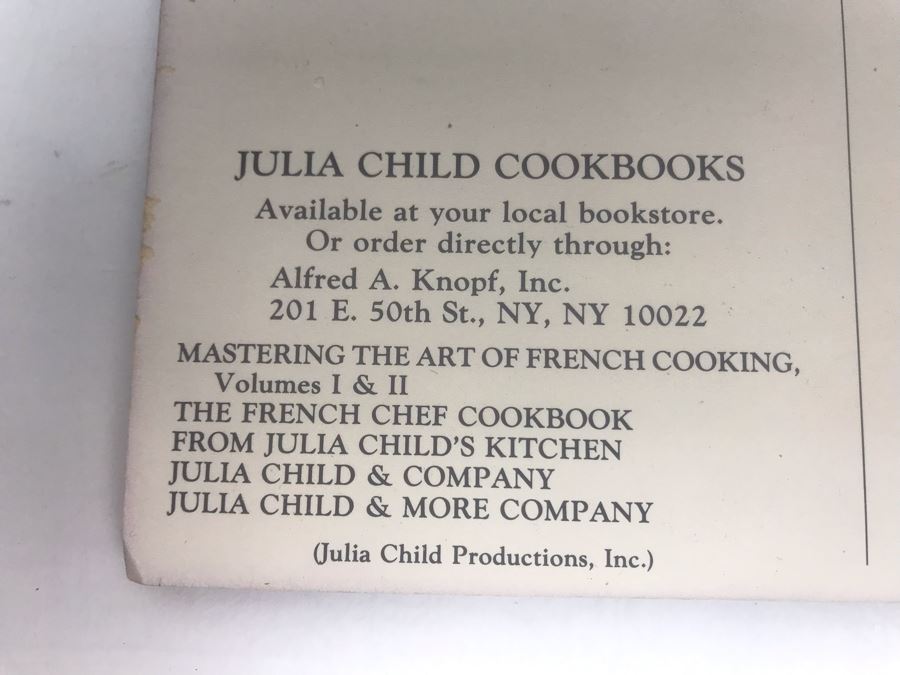 JULIA CHILD COOKBOOKS
Available at your local bookstore.
Or order directly through:
Alfred A. Knopf, Inc.
201 E. 50th St., NY, NY 10022
MASTERING THE ART OF FRENCH COOKING,
Volumes I & II
THE FRENCH CHEF COOKBOOK
FROM JULIA CHILD'S KITCHEN
JULIA CHILD & COMPANY
JULIA CHILD & MORE COMPANY
(Julia Child Productions, Inc.)